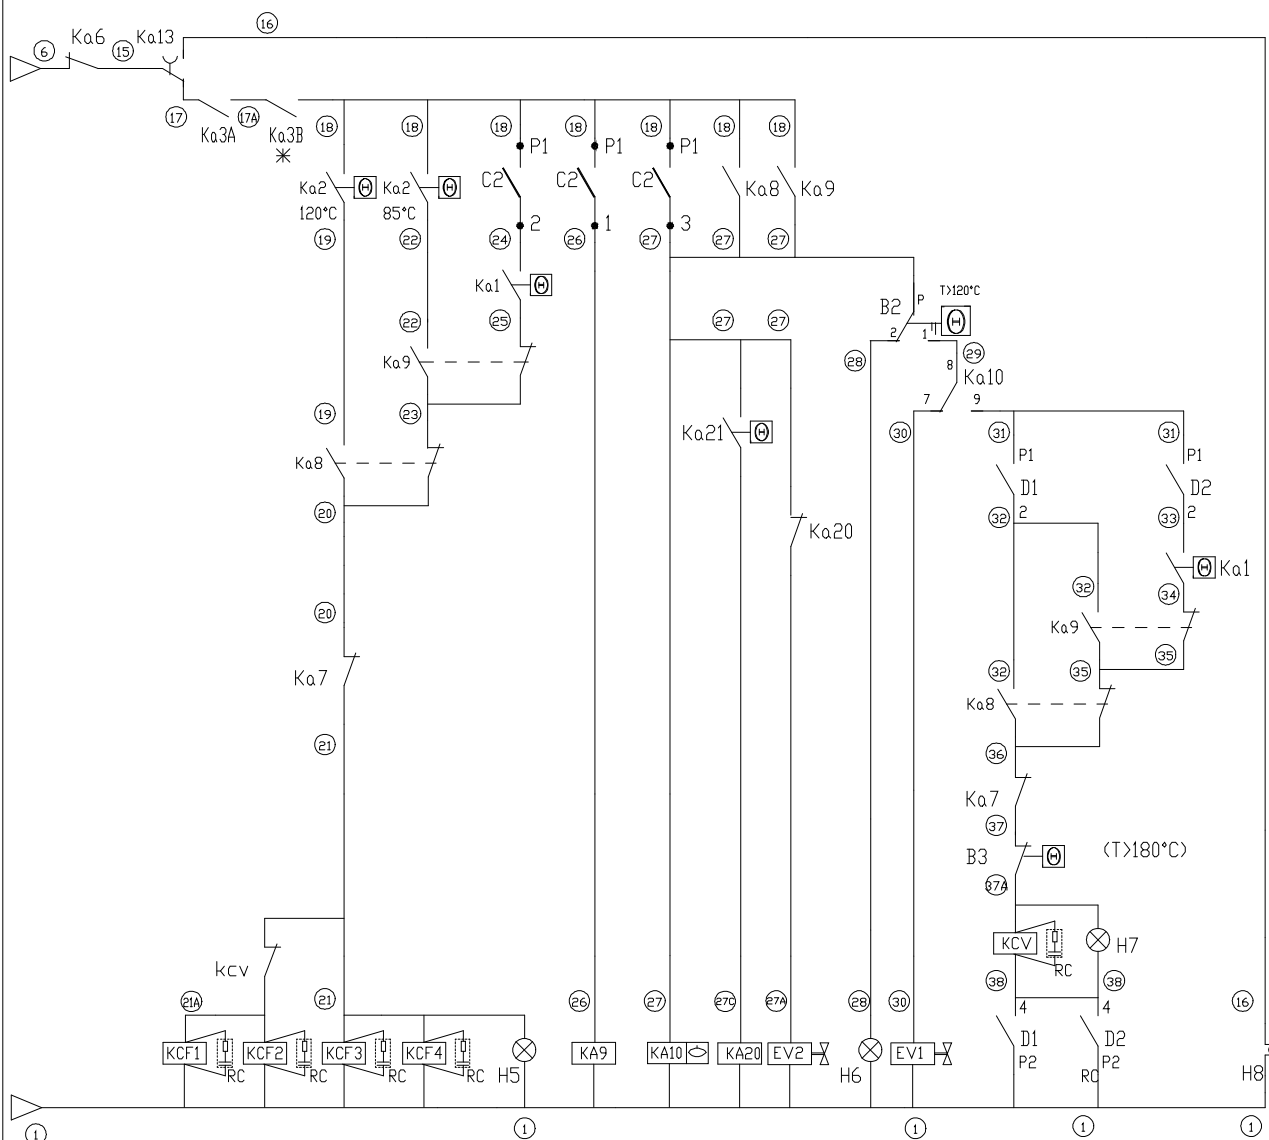 16
6 Ka6 15 Ka13
17 Ka3A 17A Ka3B
18 18 18 P1 18 P1 18 P1 18 18
Ka2 Θ Ka2 Θ C2 C2 C2 Ka8 Ka9
120°C 85°C
19 22 24 2 26 1 27 3 27 27
Ka1 Θ
T>120°C
B2 P Θ
22 25 27 27 2 1
28 29
Ka9 8 Ka10
19 23 7 9
Ka21 Θ 30 31 31
P1 P1
Ka8 D1 D2
20 32 2 33 2
Ka20
Θ Ka1
20 32 34
Ka9
35
Ka7 32 35
Ka8
21 36
Ka7
37
B3 Θ (T>180°C)
37A
KCV H7
kcv RC
21A 21 26 27 27C 27A 28 30 38 38 16
4 4
D1 D2
KCF1 KCF2 KCF3 KCF4 KA9 KA10 KA20 EV2 EV1
P2 P2
RC RC RC RC H5 H6 RC H8
1 1 1 1 1